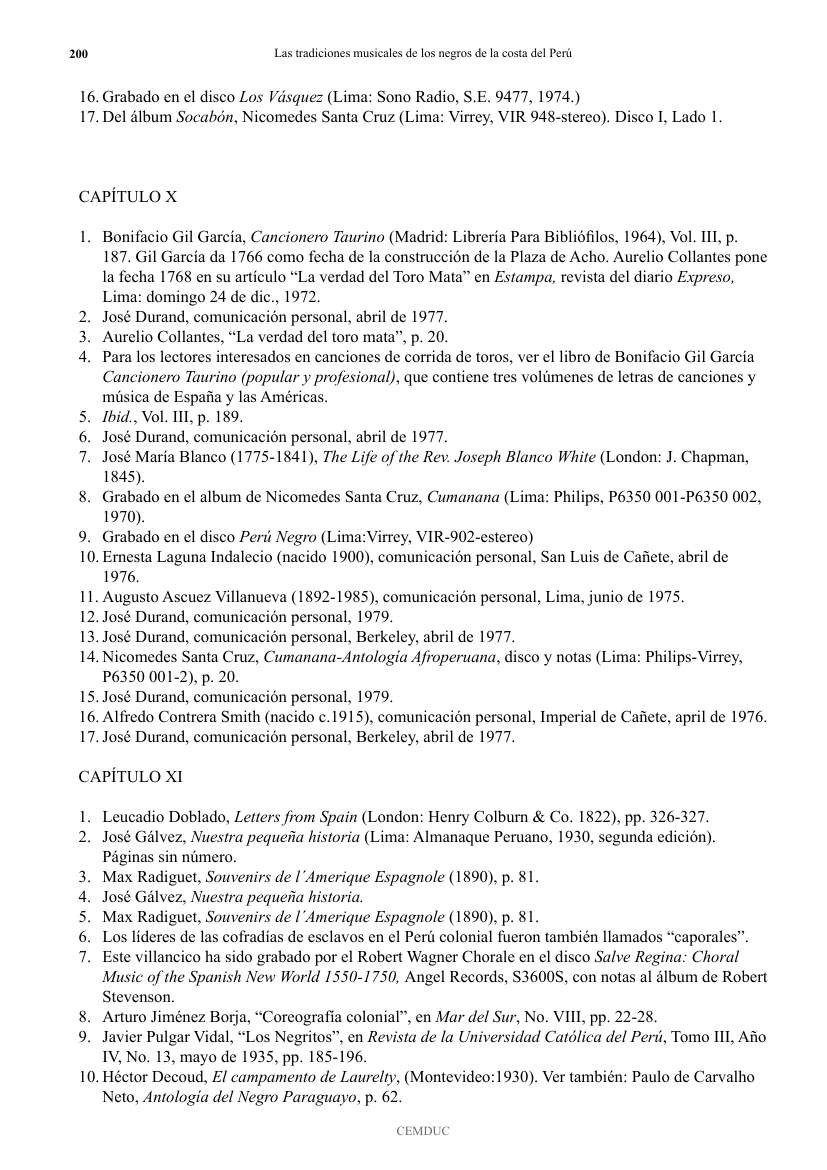 200
Las tradiciones musicales de los negros de la costa del Perú
16. Grabado en el disco Los Vásquez (Lima: Sono Radio, S.E. 9477, 1974.)
17. Del álbum Socabón, Nicomedes Santa Cruz (Lima: Virrey, VIR 948-stereo). Disco I, Lado 1.
CAPÍTULO X
1. Bonifacio Gil García, Cancionero Taurino (Madrid: Librería Para Bibliófilos, 1964), Vol. III, p.
187. Gil García da 1766 como fecha de la construcción de la Plaza de Acho. Aurelio Collantes pone
la fecha 1768 en su artículo “La verdad del Toro Mata” en Estampa, revista del diario Expreso,
Lima: domingo 24 de dic., 1972.
2. José Durand, comunicación personal, abril de 1977.
3. Aurelio Collantes, “La verdad del toro mata”, p. 20.
4. Para los lectores interesados en canciones de corrida de toros, ver el libro de Bonifacio Gil García
Cancionero Taurino (popular y profesional), que contiene tres volúmenes de letras de canciones y
música de España y las Américas.
5. Ibid., Vol. III, p. 189.
6. José Durand, comunicación personal, abril de 1977.
7. José María Blanco (1775-1841), The Life of the Rev. Joseph Blanco White (London: J. Chapman,
1845).
8. Grabado en el album de Nicomedes Santa Cruz, Cumanana (Lima: Philips, P6350 001-P6350 002,
1970).
9. Grabado en el disco Perú Negro (Lima:Virrey, VIR-902-estereo)
10. Ernesta Laguna Indalecio (nacido 1900), comunicación personal, San Luis de Cañete, abril de
1976.
11. Augusto Ascuez Villanueva (1892-1985), comunicación personal, Lima, junio de 1975.
12. José Durand, comunicación personal, 1979.
13. José Durand, comunicación personal, Berkeley, abril de 1977.
14. Nicomedes Santa Cruz, Cumanana-Antología Afroperuana, disco y notas (Lima: Philips-Virrey,
P6350 001-2), p. 20.
15. José Durand, comunicación personal, 1979.
16. Alfredo Contrera Smith (nacido c.1915), comunicación personal, Imperial de Cañete, april de 1976.
17. José Durand, comunicación personal, Berkeley, abril de 1977.
CAPÍTULO XI
1. Leucadio Doblado, Letters from Spain (London: Henry Colburn & Co. 1822), pp. 326-327.
2. José Gálvez, Nuestra pequeña historia (Lima: Almanaque Peruano, 1930, segunda edición).
Páginas sin número.
3. Max Radiguet, Souvenirs de l´Amerique Espagnole (1890), p. 81.
4. José Gálvez, Nuestra pequeña historia.
5. Max Radiguet, Souvenirs de l´Amerique Espagnole (1890), p. 81.
6. Los líderes de las cofradías de esclavos en el Perú colonial fueron también llamados “caporales”.
7. Este villancico ha sido grabado por el Robert Wagner Chorale en el disco Salve Regina: Choral
Music of the Spanish New World 1550-1750, Angel Records, S3600S, con notas al álbum de Robert
Stevenson.
8. Arturo Jiménez Borja, “Coreografía colonial”, en Mar del Sur, No. VIII, pp. 22-28.
9. Javier Pulgar Vidal, “Los Negritos”, en Revista de la Universidad Católica del Perú, Tomo III, Año
IV, No. 13, mayo de 1935, pp. 185-196.
10. Héctor Decoud, El campamento de Laurelty, (Montevideo:1930). Ver también: Paulo de Carvalho
Neto, Antología del Negro Paraguayo, p. 62.
CEMDUC